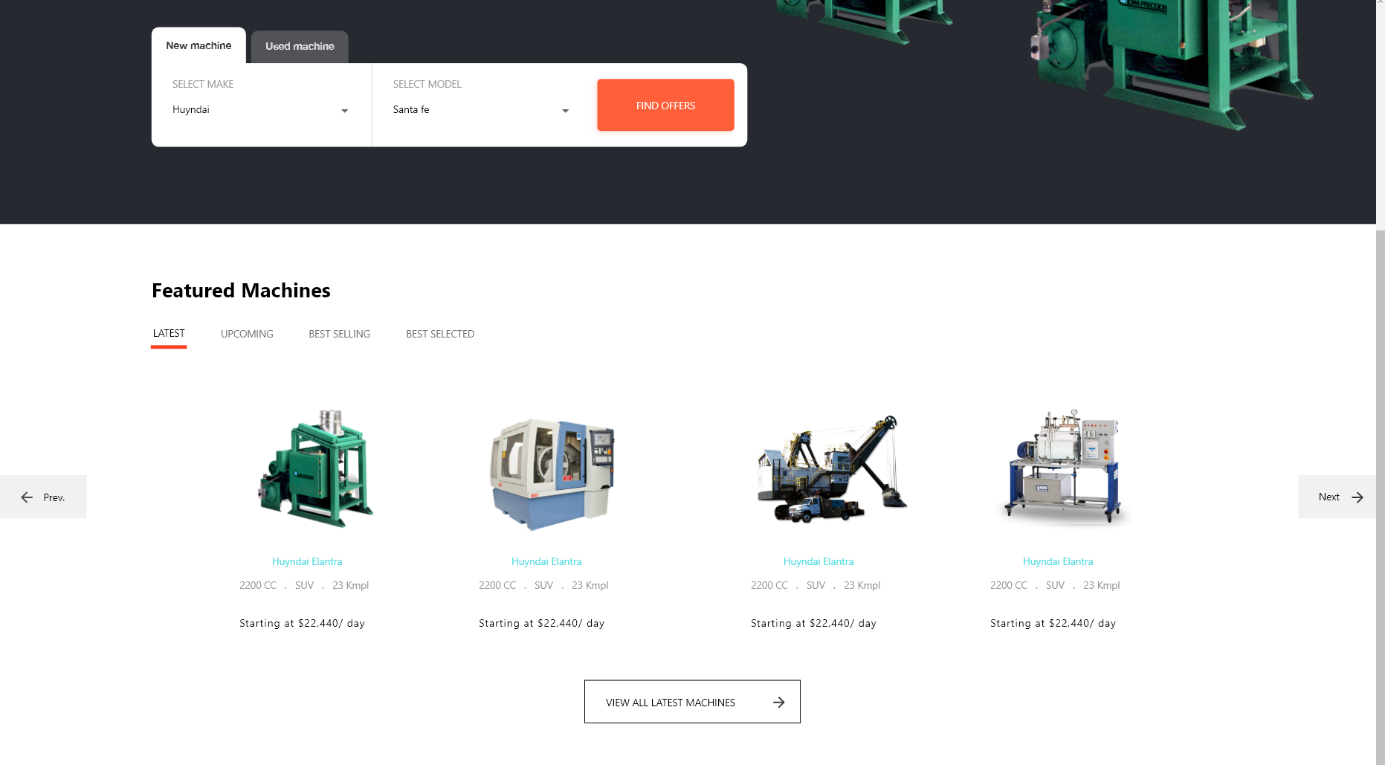 New machine
Used machine
SELECT MAKE
Huyndai
SELECT MODEL
Santa fe
FIND OFFERS
Featured Machines
LATEST
UPCOMING
BEST SELLING
BEST SELECTED
Prev.
Next
Huyndai Elantra
2200 CC . SUV . 23 Kmpl
Starting at $22,440/ day
Huyndai Elantra
2200 CC . SUV . 23 Kmpl
Starting at $22,440/ day
Huyndai Elantra
2200 CC . SUV . 23 Kmpl
Starting at $22,440/ day
Huyndai Elantra
2200 CC . SUV . 23 Kmpl
Starting at $22,440/ day
VIEW ALL LATEST MACHINES